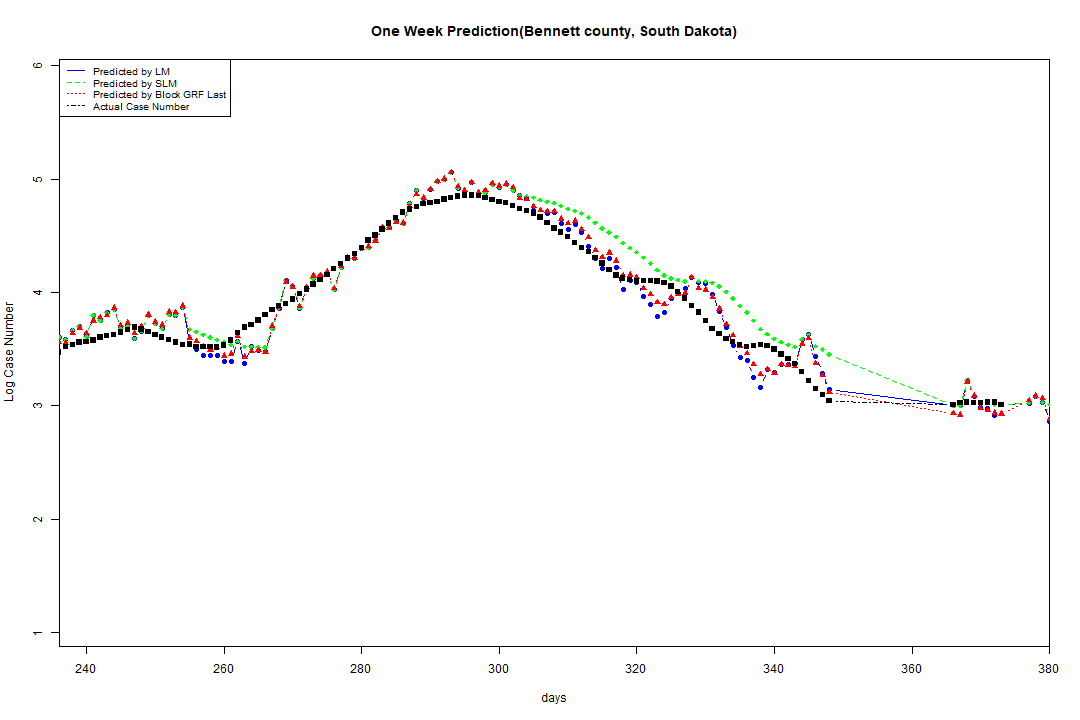 One Week Prediction(Bennett county, South Dakota)
Predicted by LM
Predicted by SLM
Predicted by Block GRF Last
Actual Case Number
Log Case Number
6
5
4
3
2
1
240 260 280 300 320 340 360 380
days